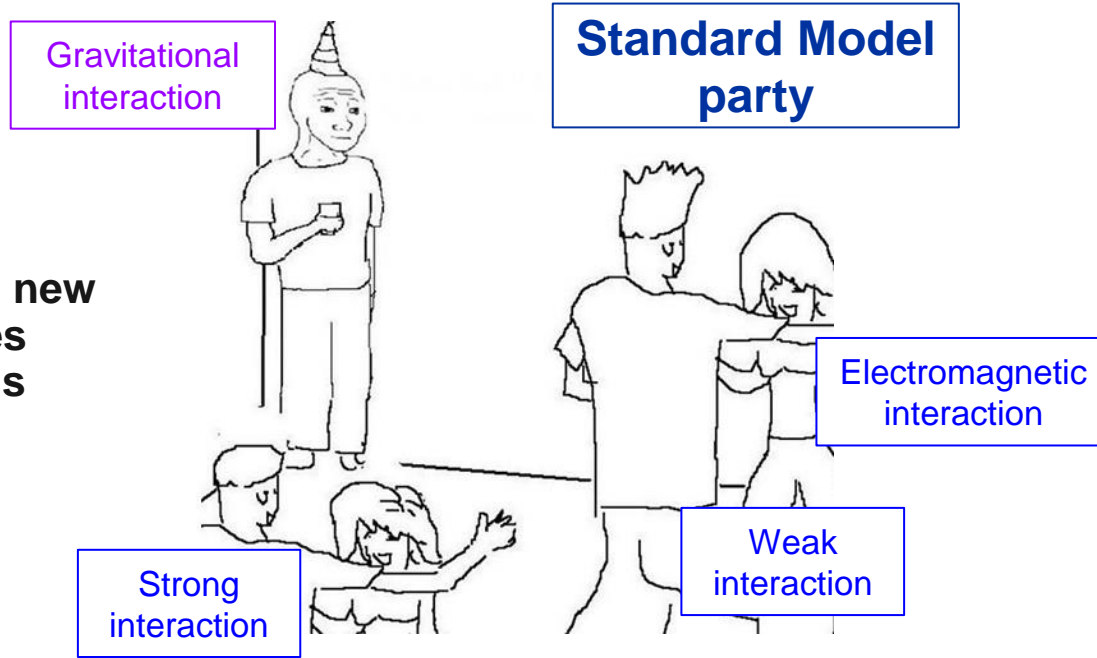 Gravitational
interaction
Standard Model
party
new
es
s
Electromagnetic
interaction
Weak
interaction
Strong
interaction